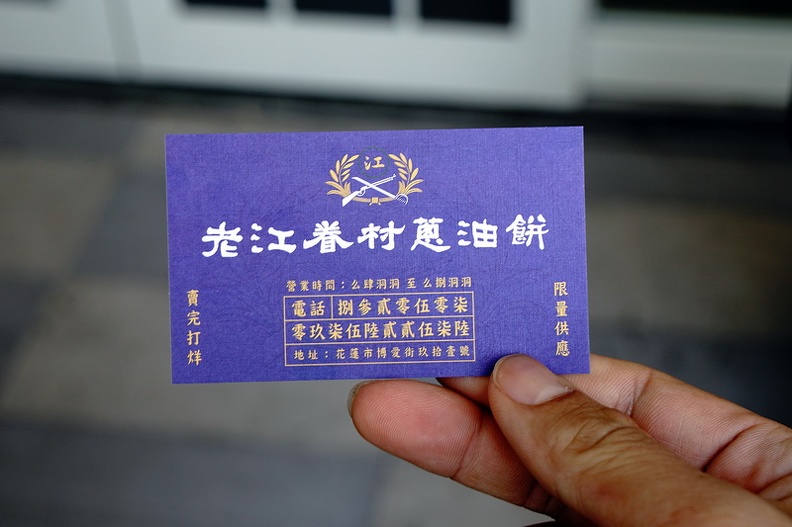 江
老江眷村蔥油餅
營業時間：么肆洞洞 至 么捌洞洞
電話 捌參貳零伍零柒
零玖柒伍陸貳貳伍柒陸
地址：花蓮市博愛街玖拾壹號
賣完打烊
限量供應